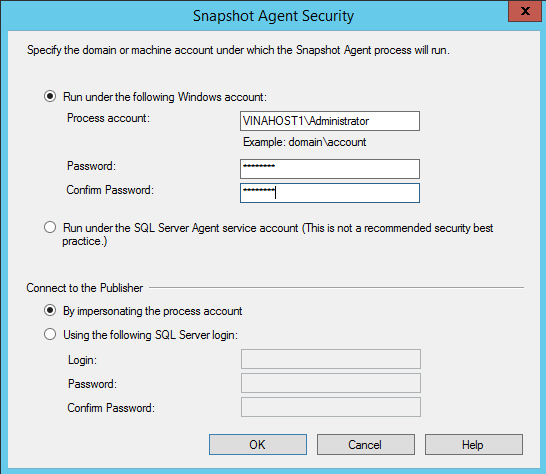 Snapshot Agent Security
x
Specify the domain or machine account under which the Snapshot Agent process will run.
Run under the following Windows account:
Process account:
VINAHOST1\Administrator
Example: domain\account
Password:
********
Confirm Password:
********
Run under the SQL Server Agent service account (This is not a recommended security best
practice.)
Connect to the Publisher
By impersonating the process account
Using the following SQL Server login:
Login:
Password:
Confirm Password:
OK
Cancel
Help